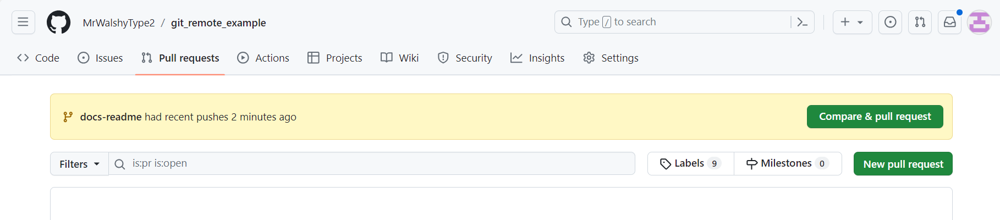 MrWalshyType2 / git_remote_example Type / to search
Code Issues Pull requests Actions Projects Wiki Security Insights Settings
docs-readme had recent pushes 2 minutes ago Compare & pull request
Filters is:pr is:open Labels 9 Milestones 0 New pull request